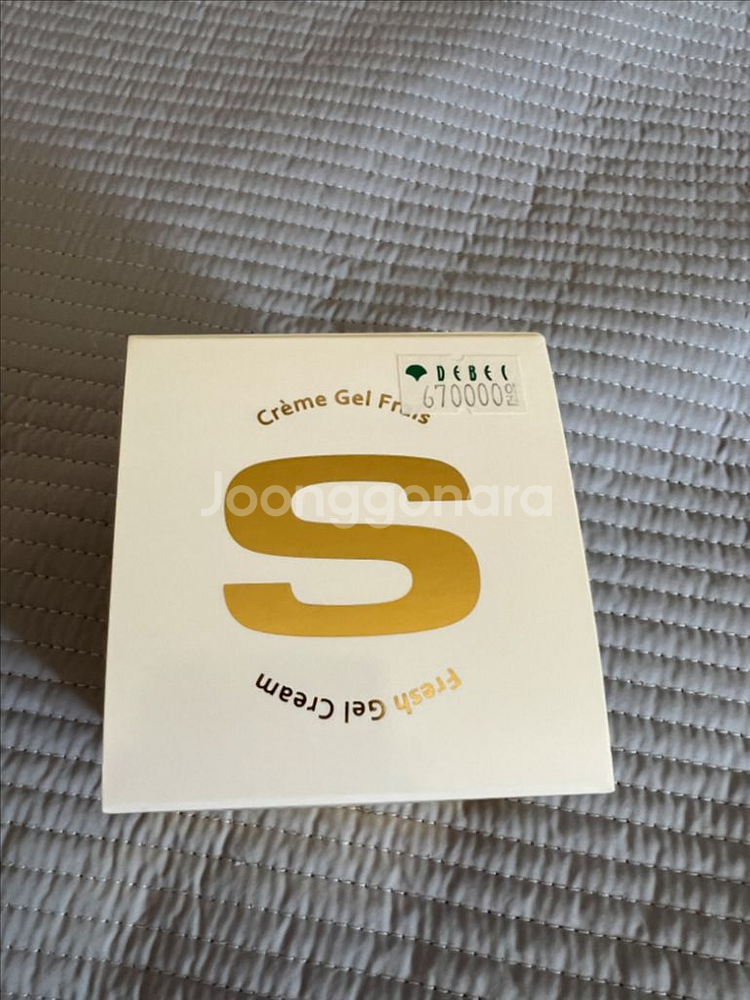 DEBEC
670000
Crème Gel Frais
S
Joonggonara
Fresh Gel Cream